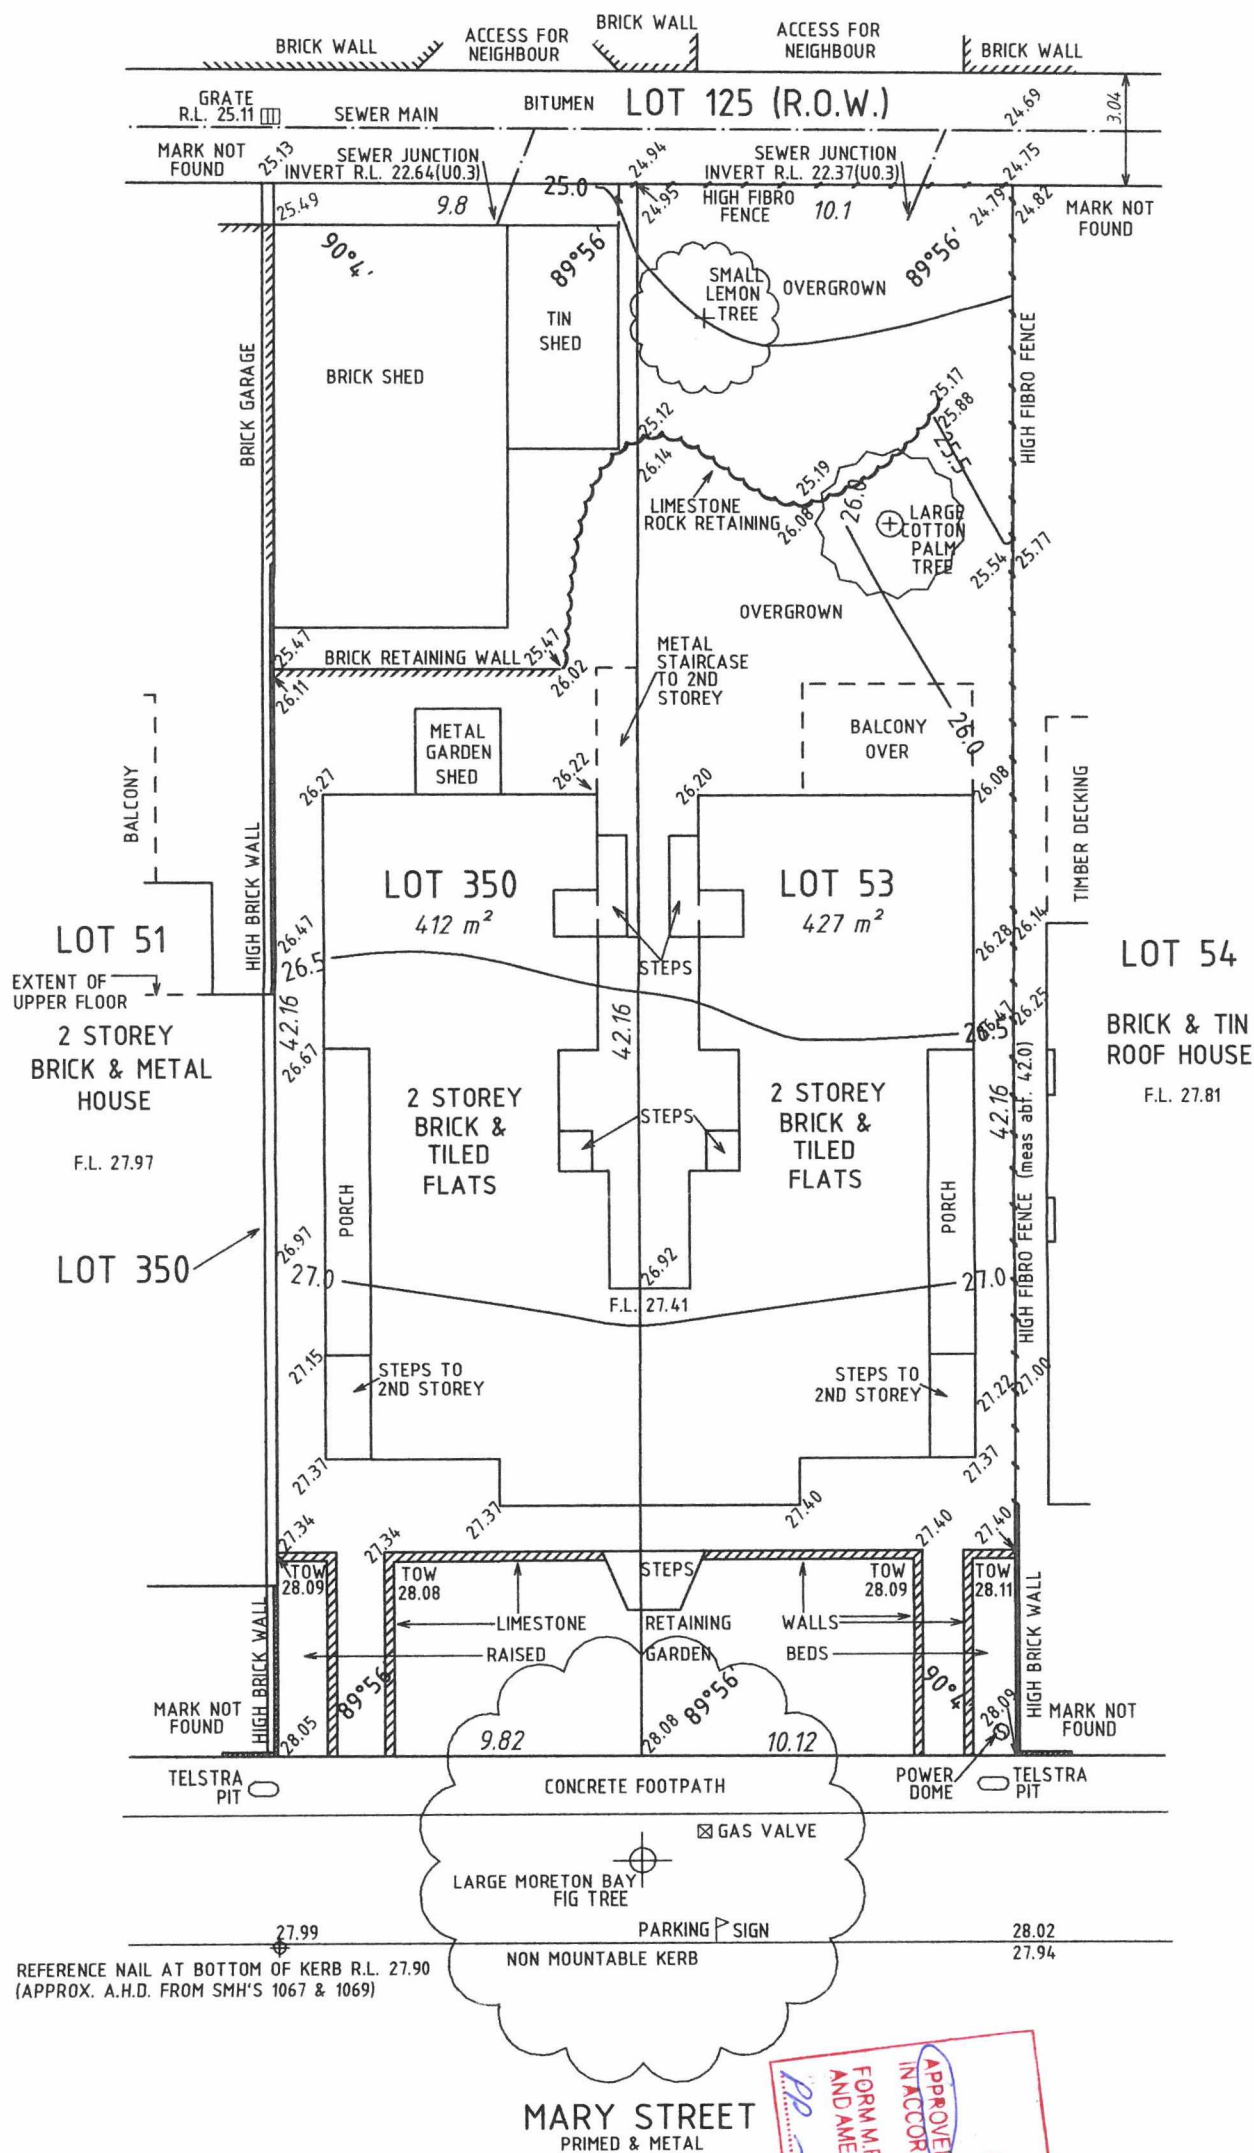 BRICK WALL
BRICK WALL
ACCESS FOR
NEIGHBOUR
ACCESS FOR
NEIGHBOUR
BRICK WALL
GRATE
R.L. 25.11
SEWER MAIN
BITUMEN
LOT 125 (R.O.W.)
24.69
3.04
MARK NOT
FOUND
25.13
SEWER JUNCTION
INVERT R.L. 22.64(U0.3)
24.94
SEWER JUNCTION
INVERT R.L. 22.37(U0.3)
24.75
25.49
9.8
25.0
24.95
HIGH FIBRO
FENCE
10.1
24.79
24.82
MARK NOT
FOUND
90°4'
89°56'
89°56'
SMALL
LEMON
TREE
OVERGROWN
TIN
SHED
BRICK SHED
BRICK GARAGE
HIGH FIBRO FENCE
25.12
26.14
25.17
25.88
25.5
25.19
26.08
26.0
LIMESTONE
ROCK RETAINING
LARGE
COTTON
PALM
TREE
25.54
25.77
OVERGROWN
25.47
BRICK RETAINING WALL
25.47
26.02
26.11
METAL
STAIRCASE
TO 2ND
STOREY
BALCONY
OVER
26.0
METAL
GARDEN
SHED
26.27
26.22
26.20
26.08
BALCONY
HIGH BRICK WALL
TIMBER DECKING
LOT 350
412 m²
LOT 53
427 m²
LOT 51
EXTENT OF
UPPER FLOOR
26.47
26.5
STEPS
26.28
26.14
LOT 54
2 STOREY
BRICK & METAL
HOUSE
F.L. 27.97
42.16
26.67
42.16
26.5
26.47
26.25
BRICK & TIN
ROOF HOUSE
F.L. 27.81
2 STOREY
BRICK &
TILED
FLATS
STEPS
2 STOREY
BRICK &
TILED
FLATS
42.16
HIGH FIBRO FENCE (meas abf. 42.0)
PORCH
PORCH
LOT 350
26.97
27.0
26.92
F.L. 27.41
27.0
27.15
STEPS TO
2ND STOREY
STEPS TO
2ND STOREY
27.22
27.00
27.37
27.37
27.34
27.34
27.37
27.40
27.40
27.40
TOW
28.09
TOW
28.08
STEPS
TOW
28.09
TOW
28.11
HIGH BRICK WALL
LIMESTONE
RETAINING
WALLS
RAISED
GARDEN
BEDS
HIGH BRICK WALL
89°56'
89°56'
90°4'
MARK NOT
FOUND
28.05
9.82
28.08
10.12
28.09
MARK NOT
FOUND
TELSTRA
PIT
CONCRETE FOOTPATH
POWER
DOME
TELSTRA
PIT
GAS VALVE
LARGE MORETON BAY
FIG TREE
27.99
PARKING SIGN
28.02
27.94
NON MOUNTABLE KERB
REFERENCE NAIL AT BOTTOM OF KERB R.L. 27.90
(APPROX. A.H.D. FROM SMH'S 1067 & 1069)
MARY STREET
PRIMED & METAL
APPROVE
IN ACCOR
FORM M.F
AND AME
PP